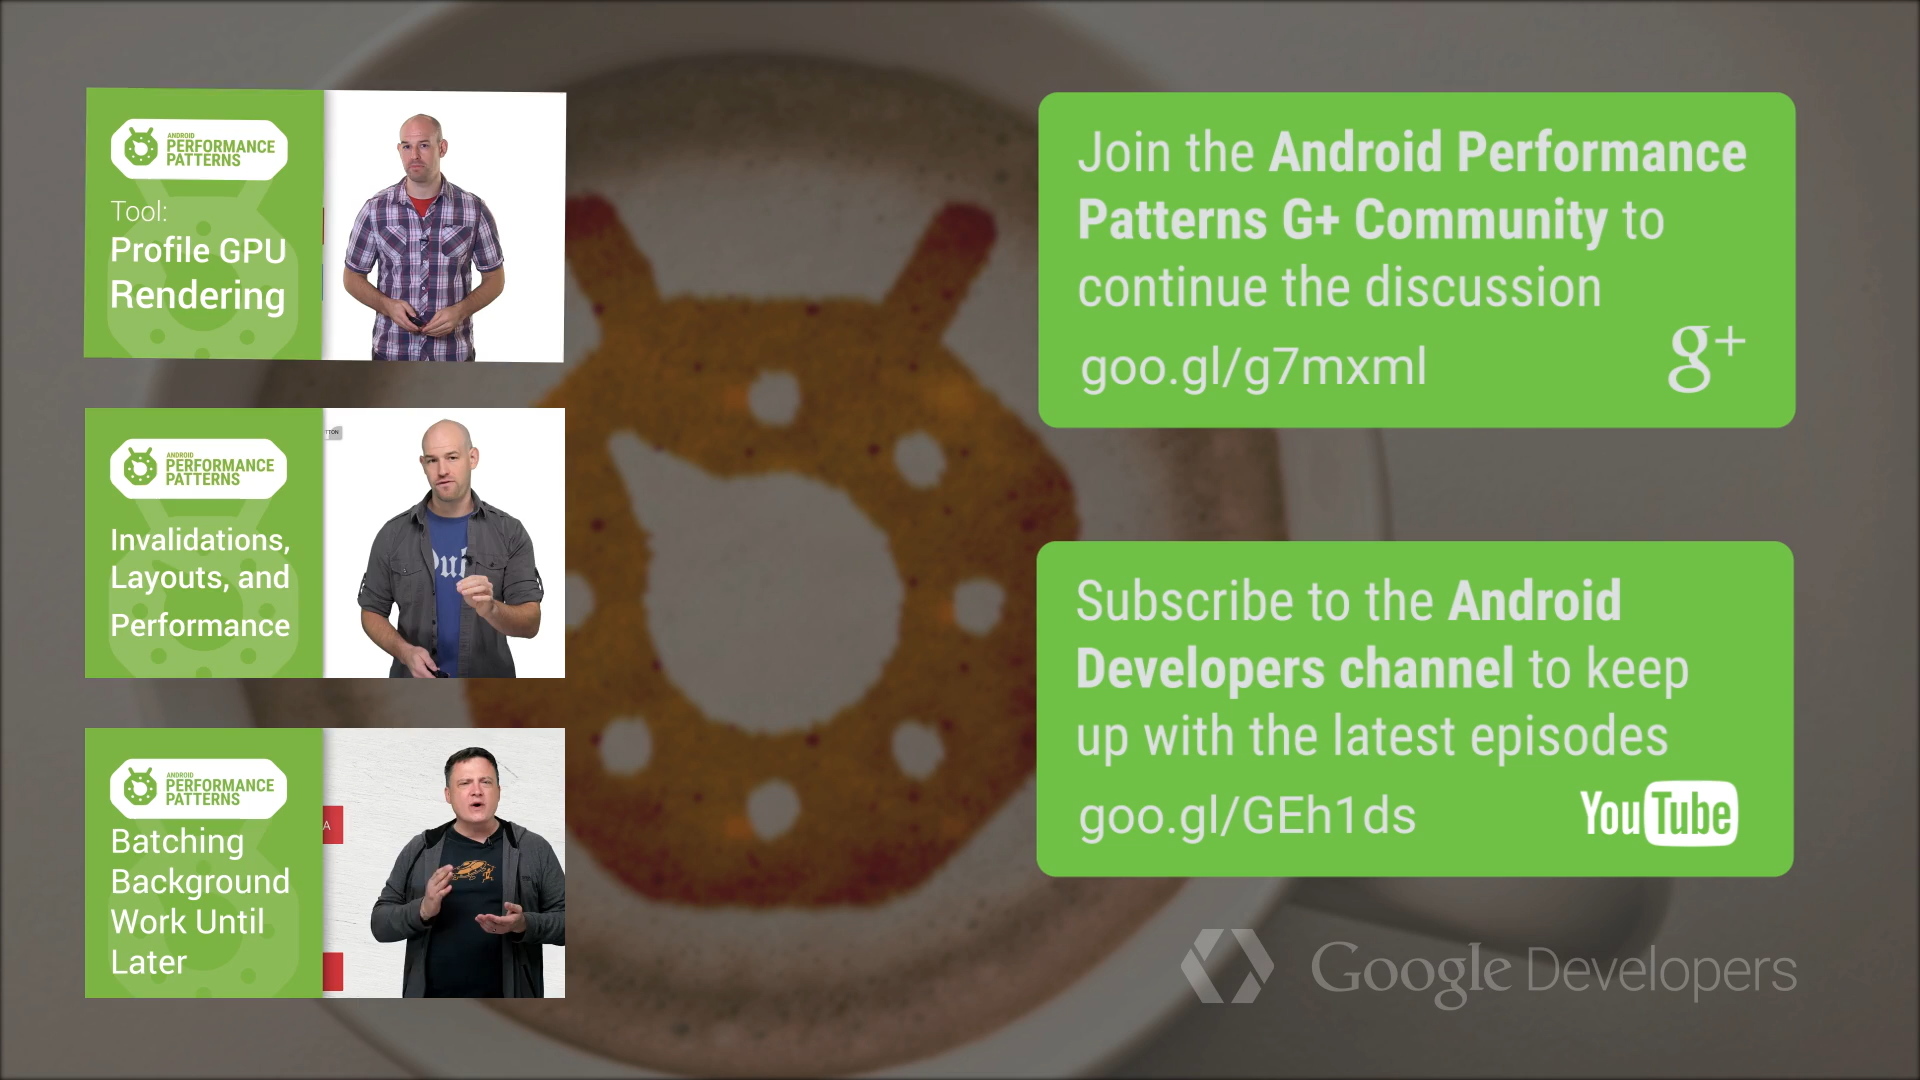 ANDROID
PERFORMANCE
PATTERNS
Tool:
Profile GPU
Rendering
ANDROID
PERFORMANCE
PATTERNS
Invalidations,
Layouts, and
Performance
TTON
ANDROID
PERFORMANCE
PATTERNS
Batching
Background
Work Until
Later
A
Join the Android Performance
Patterns G+ Community to
continue the discussion
goo.gl/g7mxml
g+
Subscribe to the Android
Developers channel to keep
up with the latest episodes
goo.gl/GEh1ds
YouTube
Google Developers